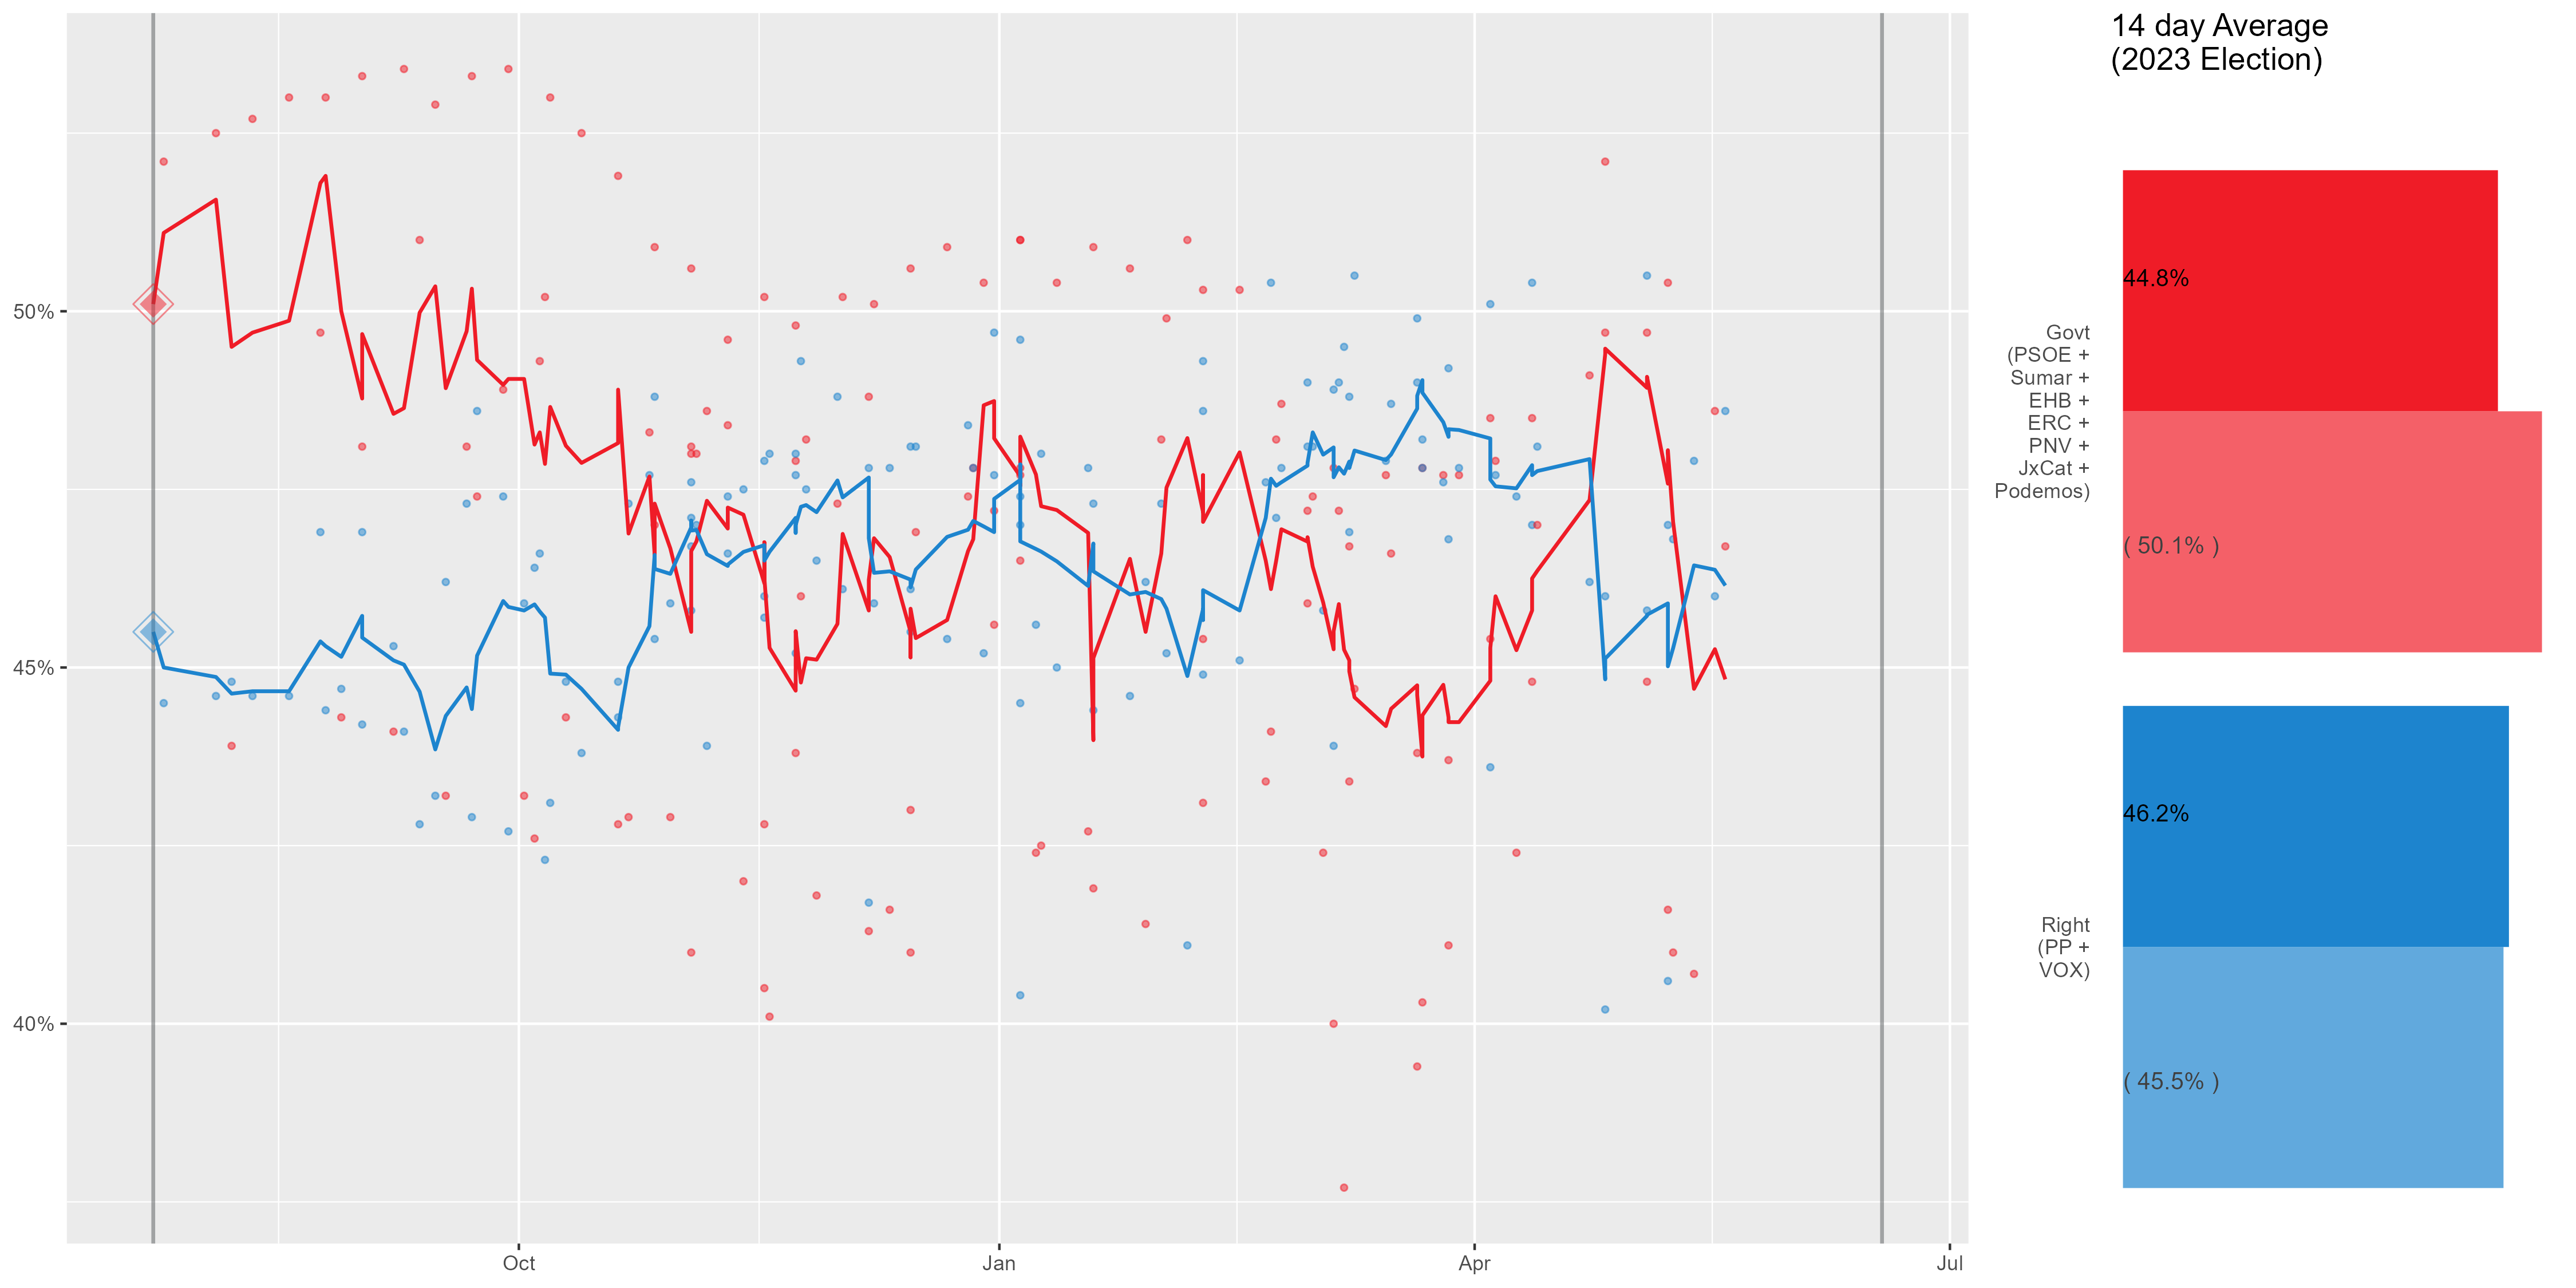 14 day Average
(2023 Election)
50%
45%
40%
Oct
Jan
Apr
Jul
Govt
(PSOE +
Sumar +
EHB +
ERC +
PNV +
JxCat +
Podemos)
44.8%
( 50.1% )
Right
(PP +
VOX)
46.2%
( 45.5% )